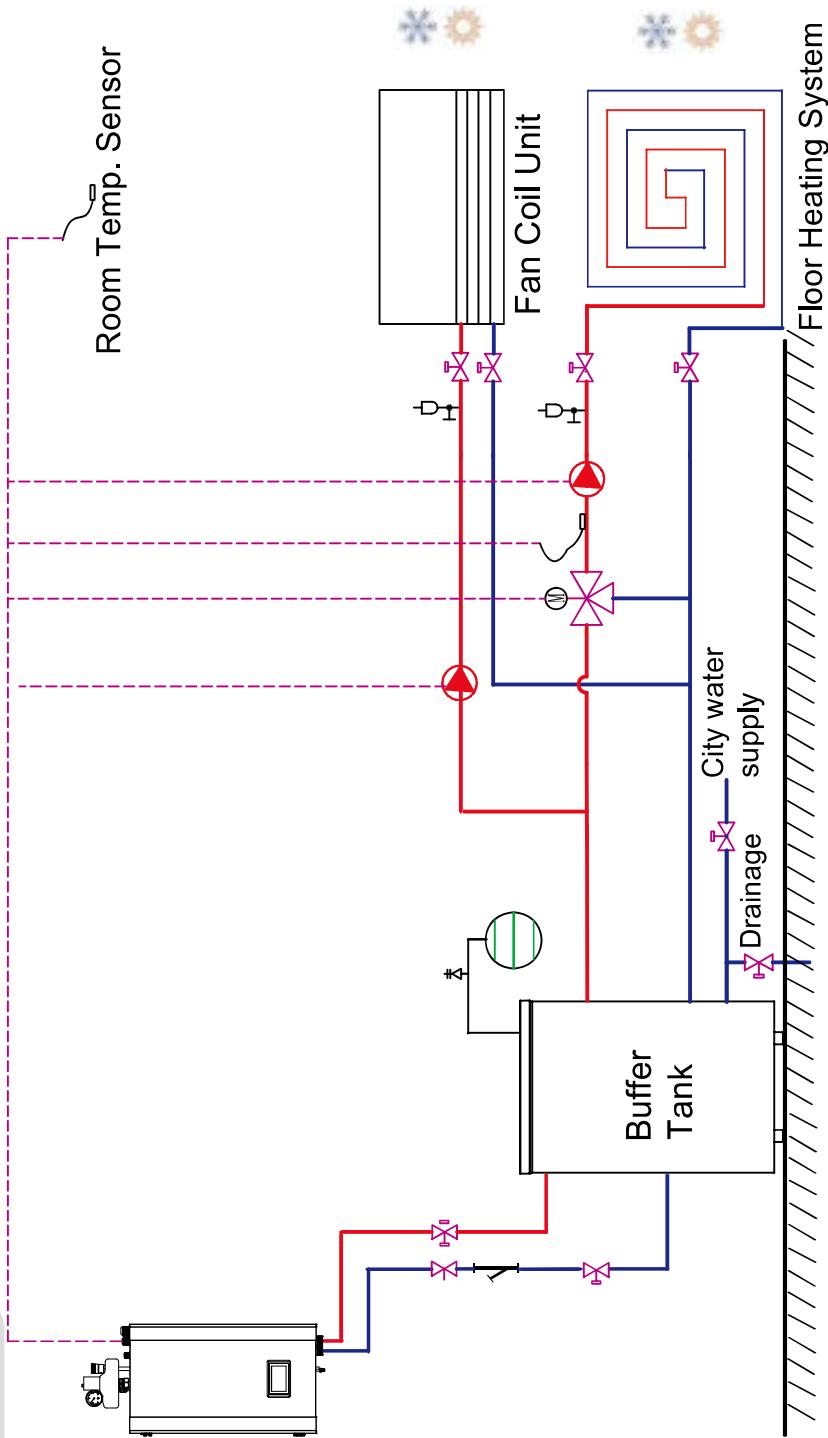 Room Temp. Sensor
Fan Coil Unit
Floor Heating System
City water
supply
Drainage
Buffer
Tank